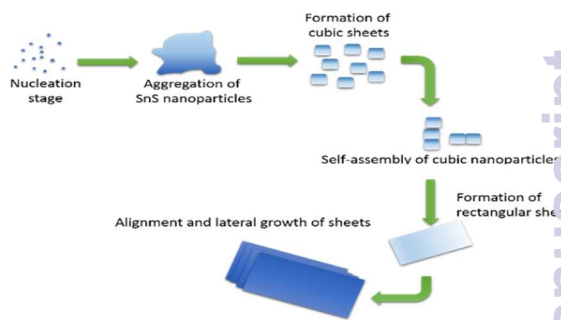 Formation of
cubic sheets
Nucleation
stage
Aggregation of
SnS nanoparticles
Self-assembly of cubic nanoparticles
Formation of
rectangular she
Alignment and lateral growth of sheets